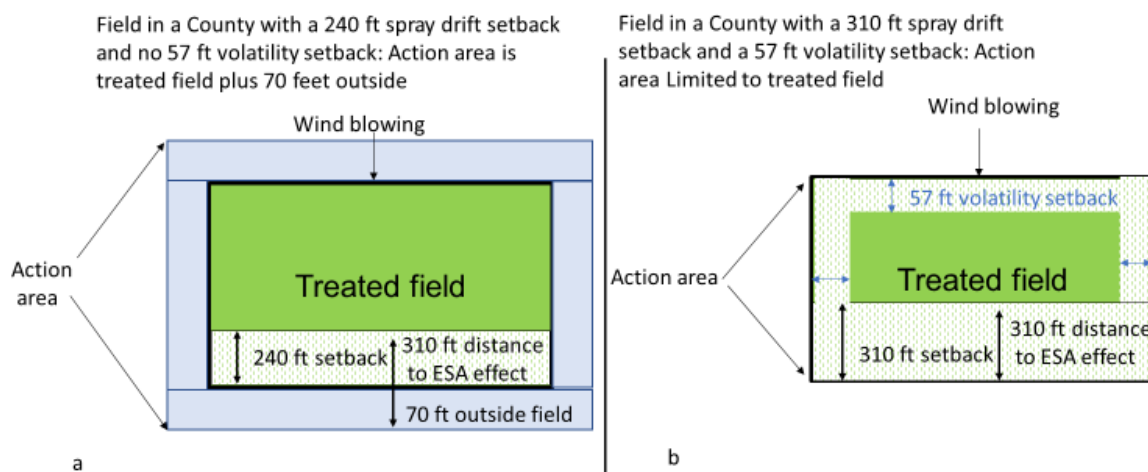 Field in a County with a 240 ft spray drift setback
and no 57 ft volatility setback: Action area is
treated field plus 70 feet outside
Wind blowing
Action
area
Treated field
240 ft setback
310 ft distance
to ESA effect
70 ft outside field
a
Field in a County with a 310 ft spray drift
setback and a 57 ft volatility setback: Action
area Limited to treated field
Wind blowing
57 ft volatility setback
Action area
Treated field
310 ft setback
310 ft distance
to ESA effect
b